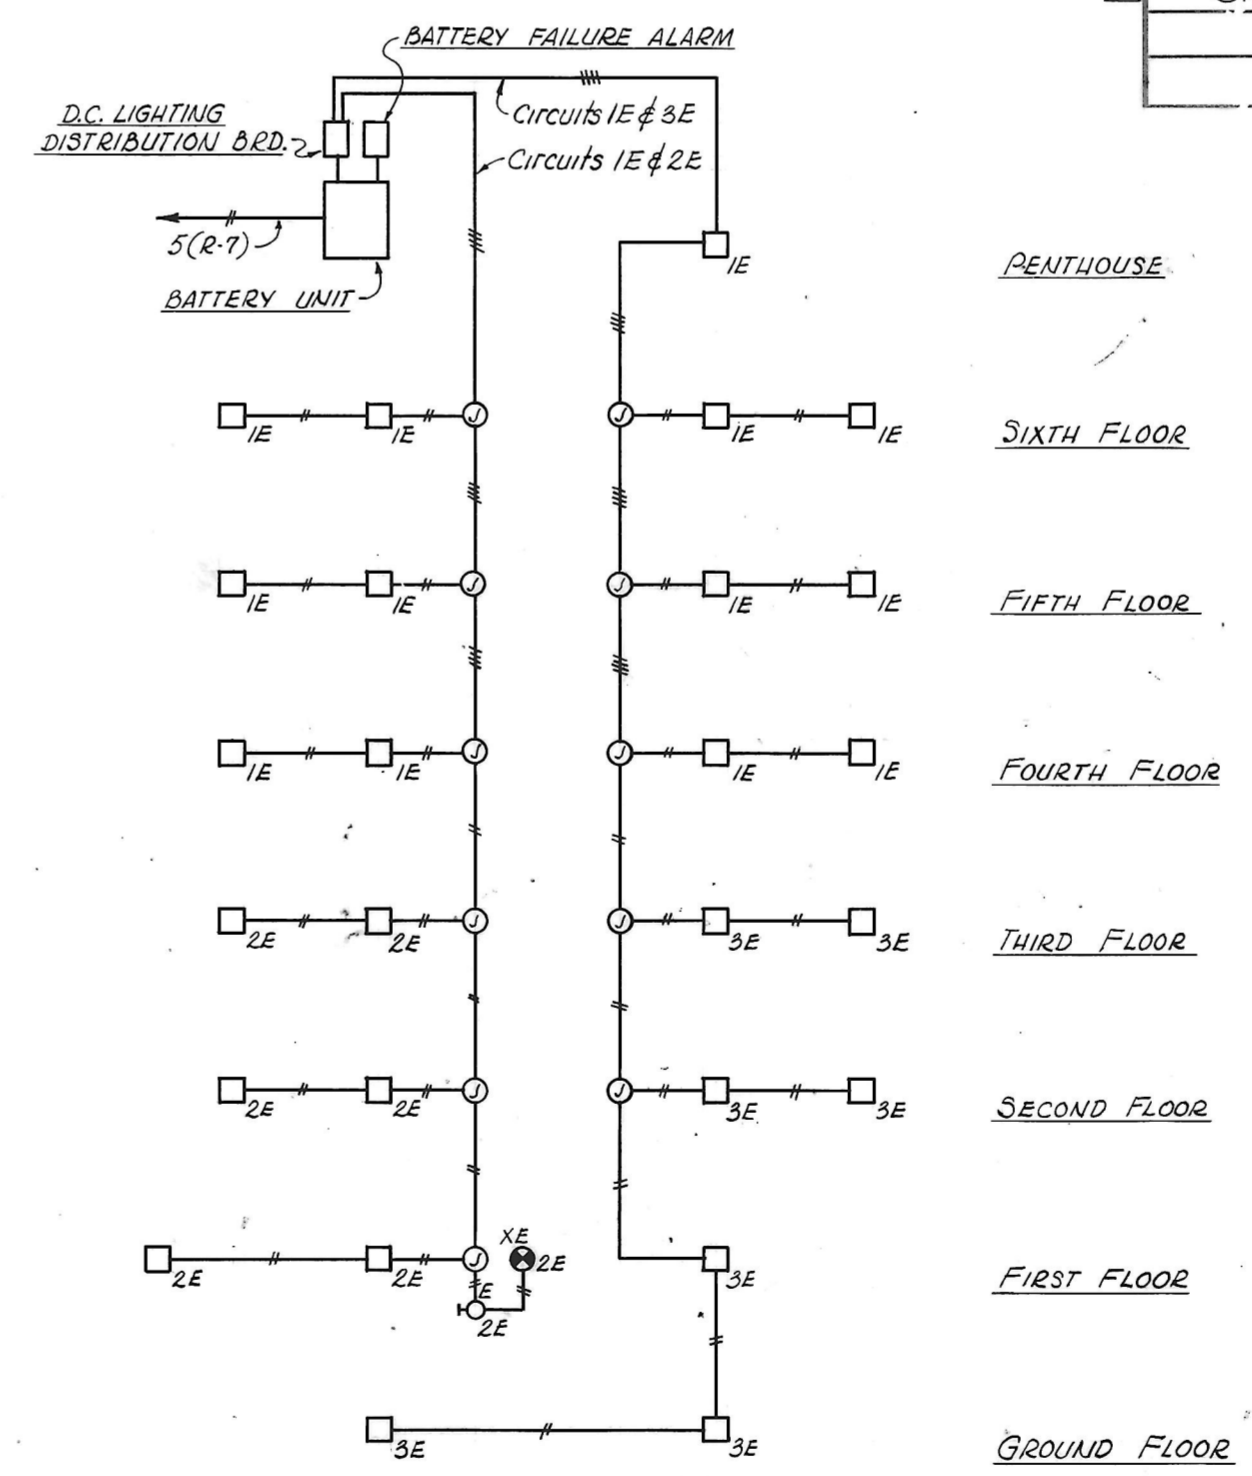 BATTERY FAILURE ALARM
D.C. LIGHTING
DISTRIBUTION BRD.
Circuits 1E & 3E
Circuits 1E & 2E
5(R-7)
BATTERY UNIT
1E
PENTHOUSE
J J
1E 1E 1E 1E
SIXTH FLOOR
J J
1E 1E 1E 1E
FIFTH FLOOR
J J
1E 1E 1E 1E
FOURTH FLOOR
J J
2E 2E 3E 3E
THIRD FLOOR
J J
2E 2E 3E 3E
SECOND FLOOR
XE
J 2E
2E 2E 3E
FIRST FLOOR
E
2E
3E 3E
GROUND FLOOR